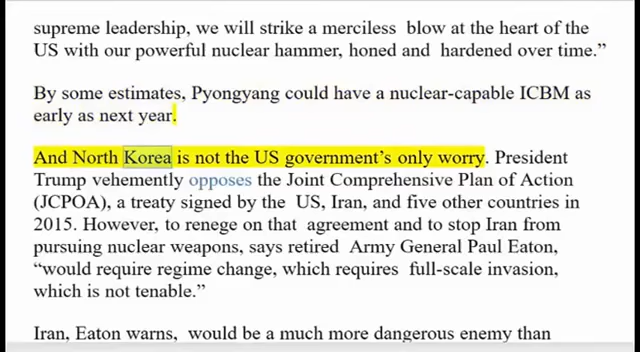 supreme leadership, we will strike a merciless blow at the heart of the
US with our powerful nuclear hammer, honed and hardened over time.”
By some estimates, Pyongyang could have a nuclear-capable ICBM as
early as next year.
And North Korea is not the US government’s only worry. President
Trump vehemently opposes the Joint Comprehensive Plan of Action
(JCPOA), a treaty signed by the US, Iran, and five other countries in
2015. However, to renege on that agreement and to stop Iran from
pursuing nuclear weapons, says retired Army General Paul Eaton,
“would require regime change, which requires full-scale invasion,
which is not tenable.”
Iran, Eaton warns, would be a much more dangerous enemy than